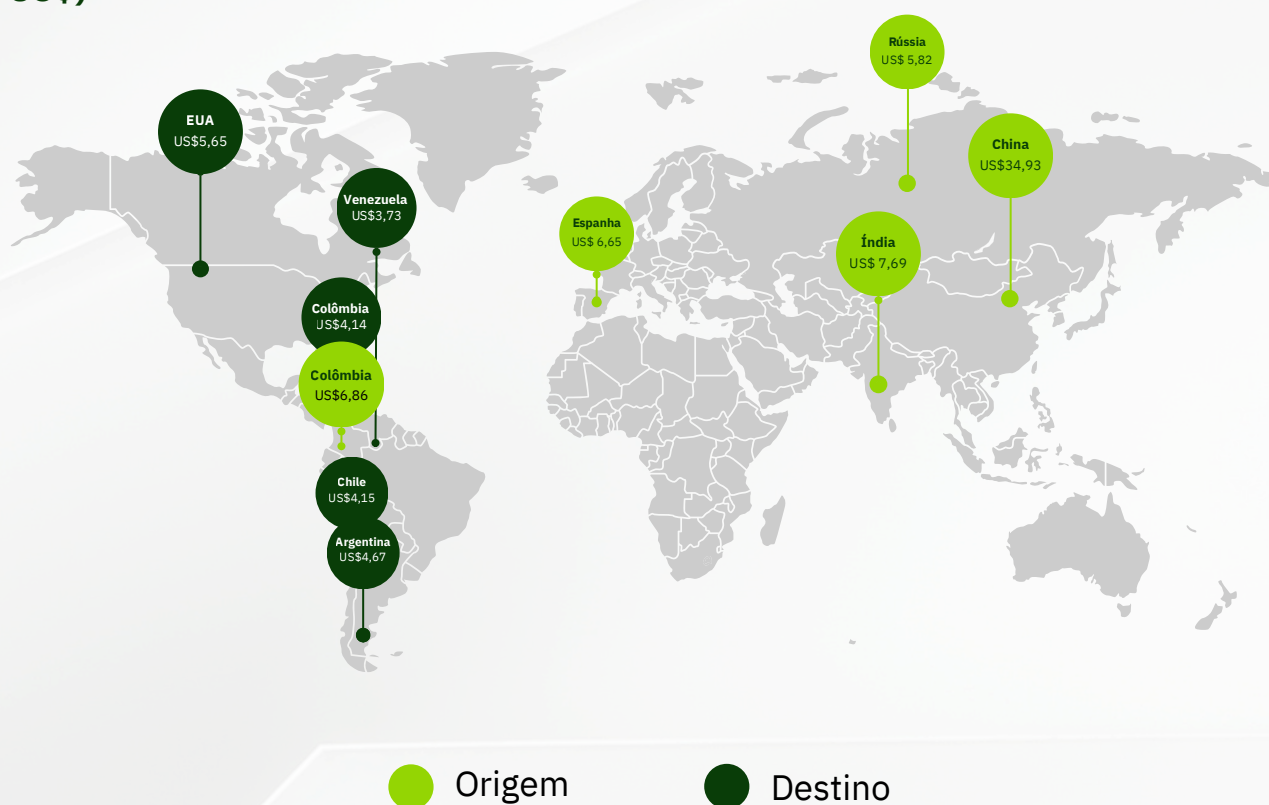 Rússia
US$ 5,82
EUA
US$5,65
China
US$34,93
Venezuela
US$3,73
Espanha
US$ 6,65
Índia
US$ 7,69
Colômbia
US$4,14
Colômbia
US$6,86
Chile
US$4,15
Argentina
US$4,67
Origem
Destino